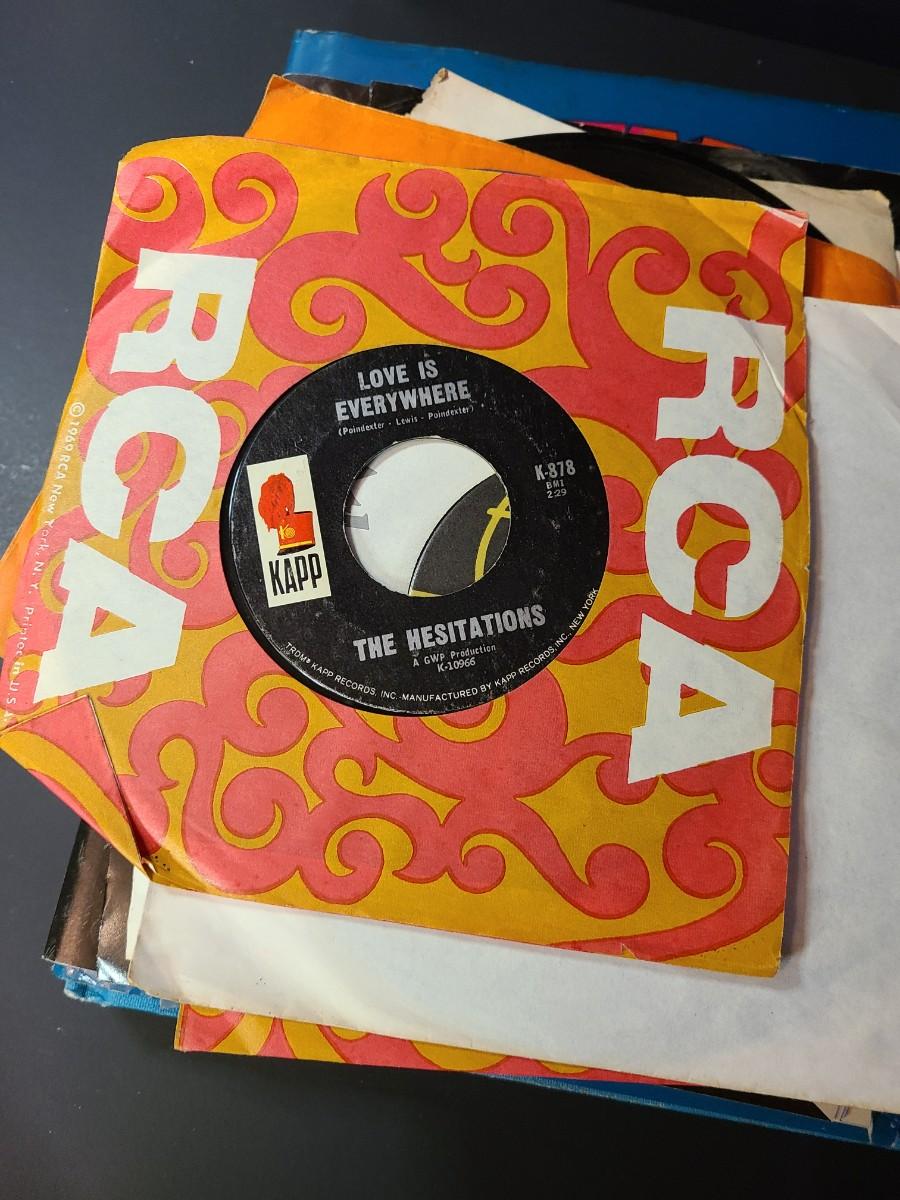 RCA
RCA
© 1969 RCA New York, N. Y. Printed in U.S.A.
LOVE IS
EVERYWHERE
(Poindexter - Lewis - Poindexter)
K-878
BMI
2:29
KAPP
THE HESITATIONS
A GWP Production
K-10966
TRDM® KAPP RECORDS, INC.-MANUFACTURED BY KAPP RECORDS, INC., NEW YORK